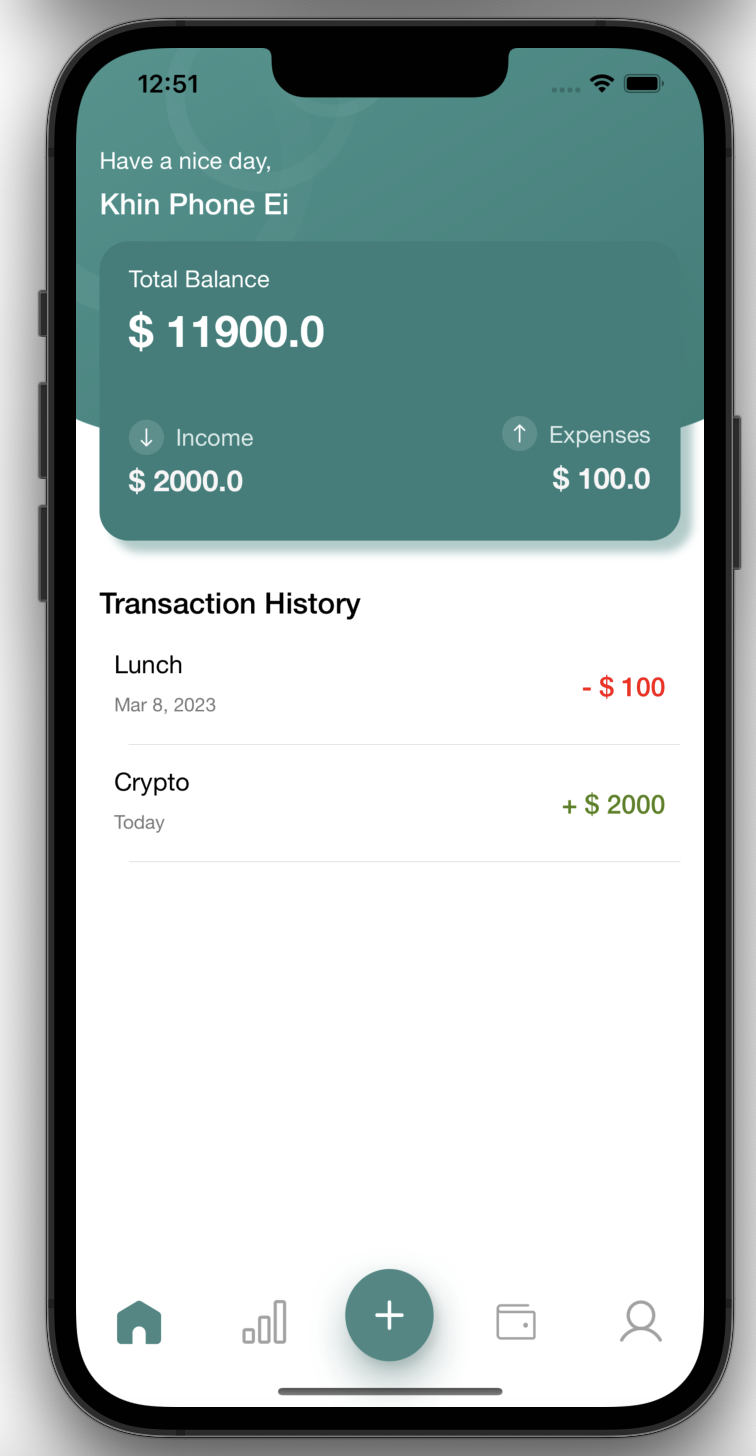 12:51
Have a nice day,
Khin Phone Ei
Total Balance
$ 11900.0
Income
Expenses
$ 2000.0
$ 100.0
Transaction History
Lunch
- $ 100
Mar 8, 2023
Crypto
+ $ 2000
Today